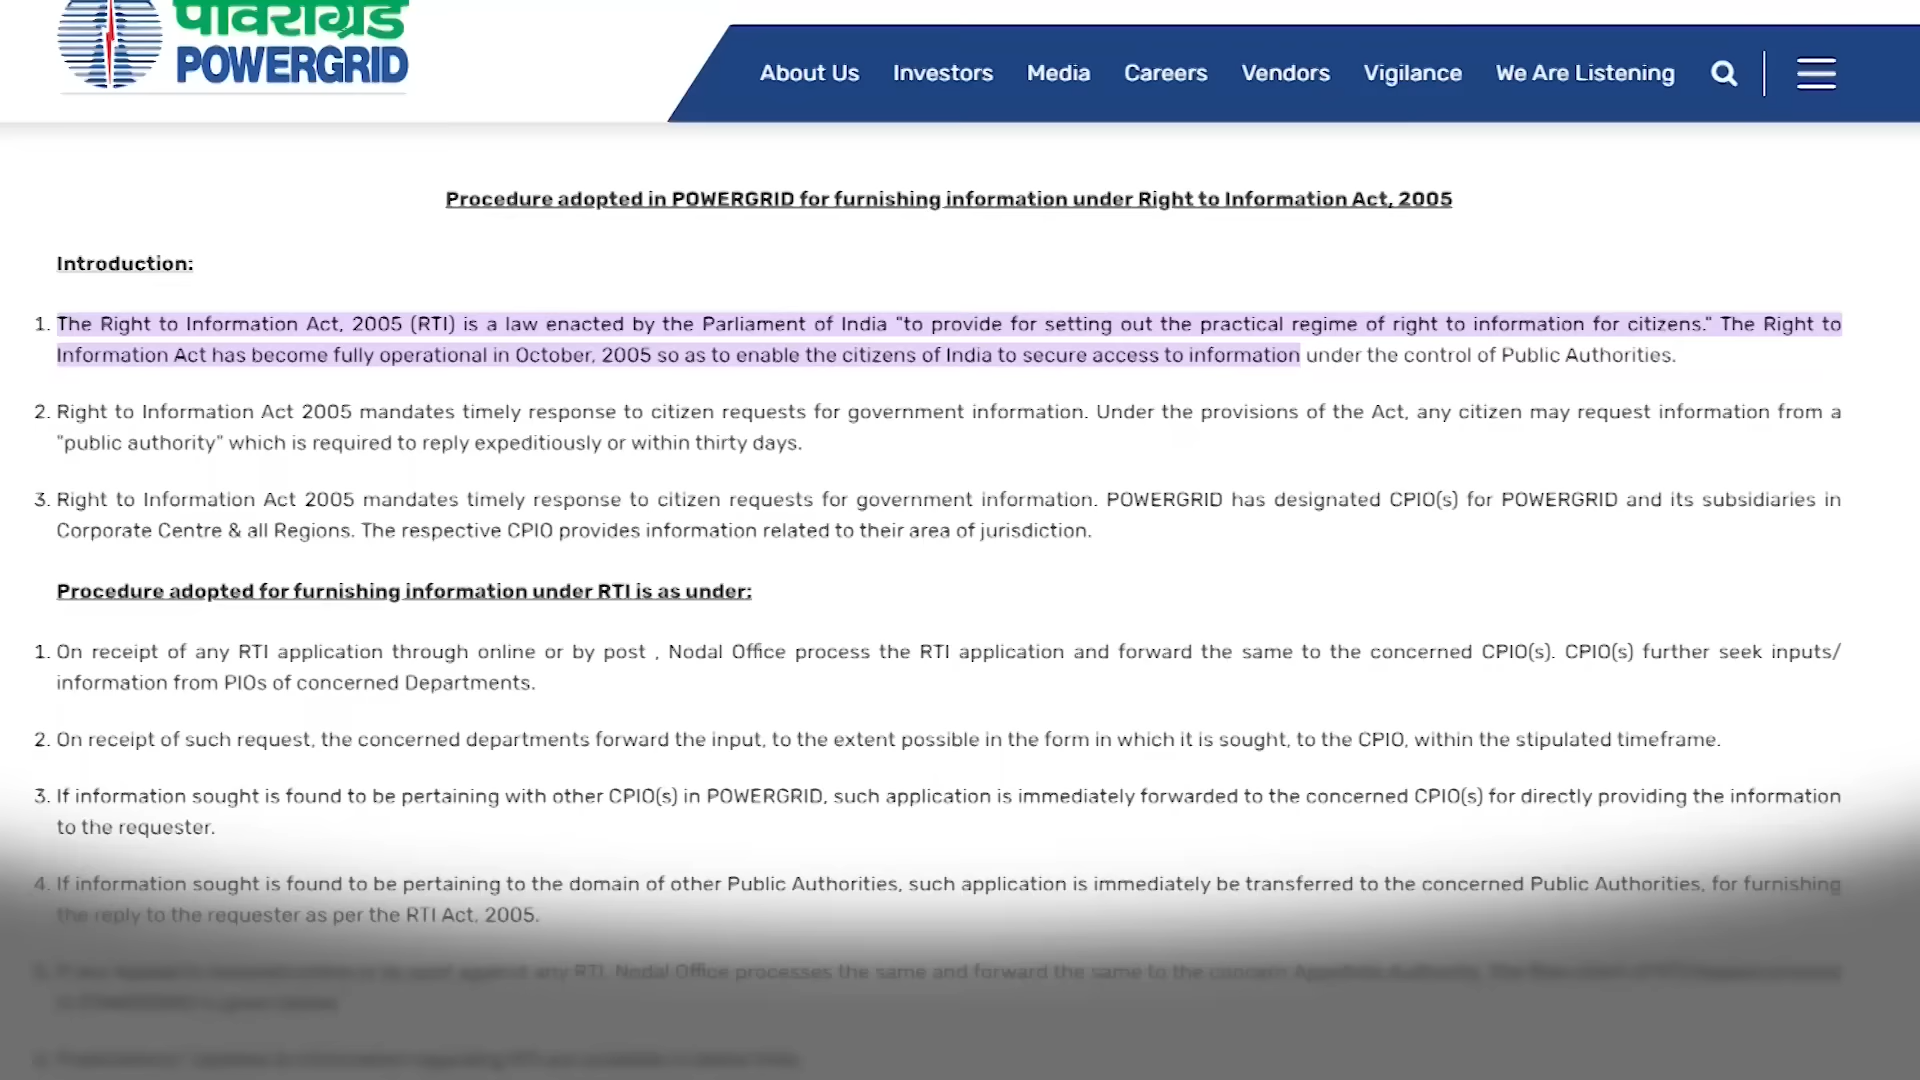 पावरग्रिड
POWERGRID
About Us Investors Media Careers Vendors Vigilance We Are Listening
Procedure adopted in POWERGRID for furnishing information under Right to Information Act, 2005
Introduction:
1. The Right to Information Act, 2005 (RTI) is a law enacted by the Parliament of India "to provide for setting out the practical regime of right to information for citizens." The Right to
Information Act has become fully operational in October, 2005 so as to enable the citizens of India to secure access to information under the control of Public Authorities.
2. Right to Information Act 2005 mandates timely response to citizen requests for government information. Under the provisions of the Act, any citizen may request information from a
"public authority" which is required to reply expeditiously or within thirty days.
3. Right to Information Act 2005 mandates timely response to citizen requests for government information. POWERGRID has designated CPIO(s) for POWERGRID and its subsidiaries in
Corporate Centre & all Regions. The respective CPIO provides information related to their area of jurisdiction.
Procedure adopted for furnishing information under RTI is as under:
1. On receipt of any RTI application through online or by post , Nodal Office process the RTI application and forward the same to the concerned CPIO(s). CPIO(s) further seek inputs/
information from PIOs of concerned Departments.
2. On receipt of such request, the concerned departments forward the input, to the extent possible in the form in which it is sought, to the CPIO, within the stipulated timeframe.
3. If information sought is found to be pertaining with other CPIO(s) in POWERGRID, such application is immediately forwarded to the concerned CPIO(s) for directly providing the information
to the requester.
4. If information sought is found to be pertaining to the domain of other Public Authorities, such application is immediately be transferred to the concerned Public Authorities, for furnishing
the reply to the requester as per the RTI Act, 2005.
any RTI, Nodal Office processes the same and forward the same to the concern